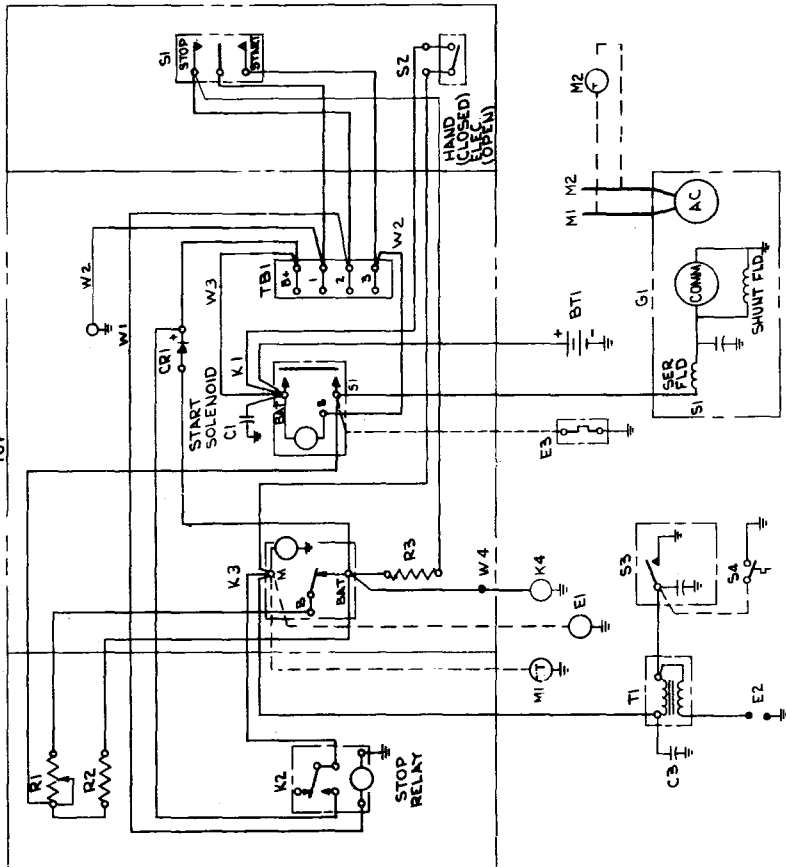 S1
STOP
START
S2
HAND
(CLOSED)
ELEC
(OPEN)
W2
W1
CR1
+
START
SOLENOID
C1
BAT
B
S1
K1
W3
TB1
B+
1
2
3
W2
K3
M
B
BAT
R3
W4
K4
E1
M1
T
R1
R2
K2
STOP
RELAY
E3
BT1
+
-
M2
T
M1
M2
AC
G1
COMM
SHUNT FLD
SER
FLD
S1
S3
S4
T1
E2
C3